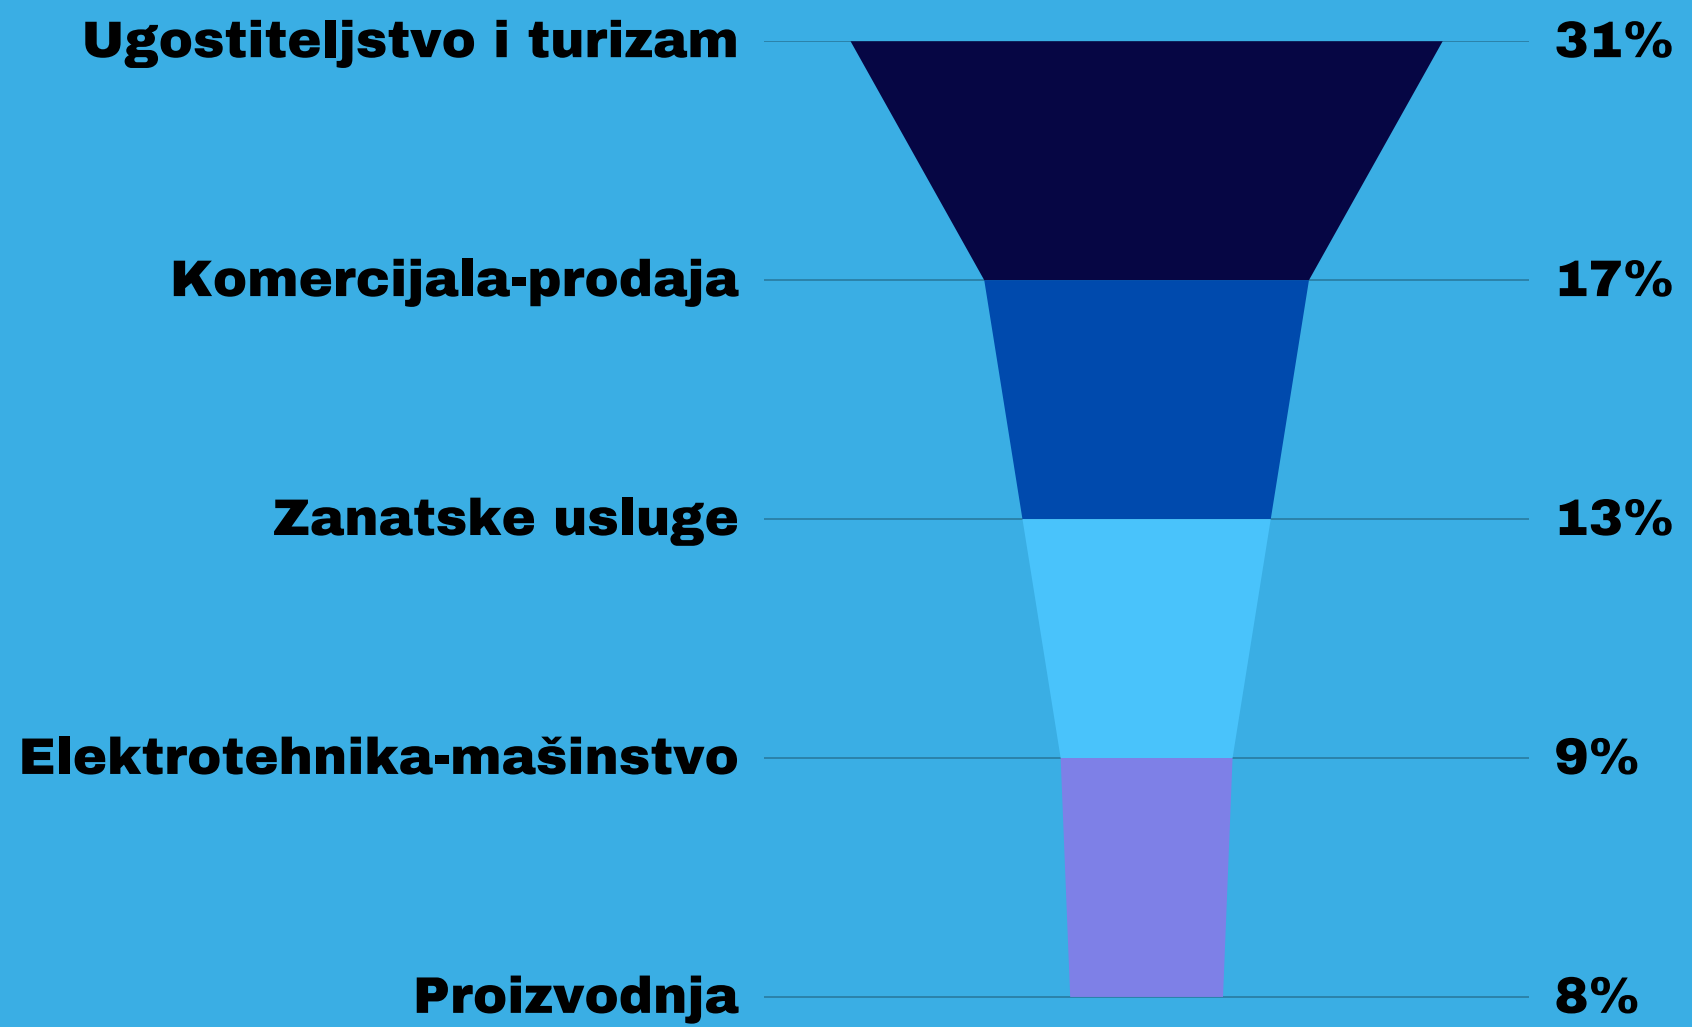 Ugostiteljstvo i turizam 31%
Komercijala-prodaja 17%
Zanatske usluge 13%
Elektrotehnika-mašinstvo 9%
Proizvodnja 8%